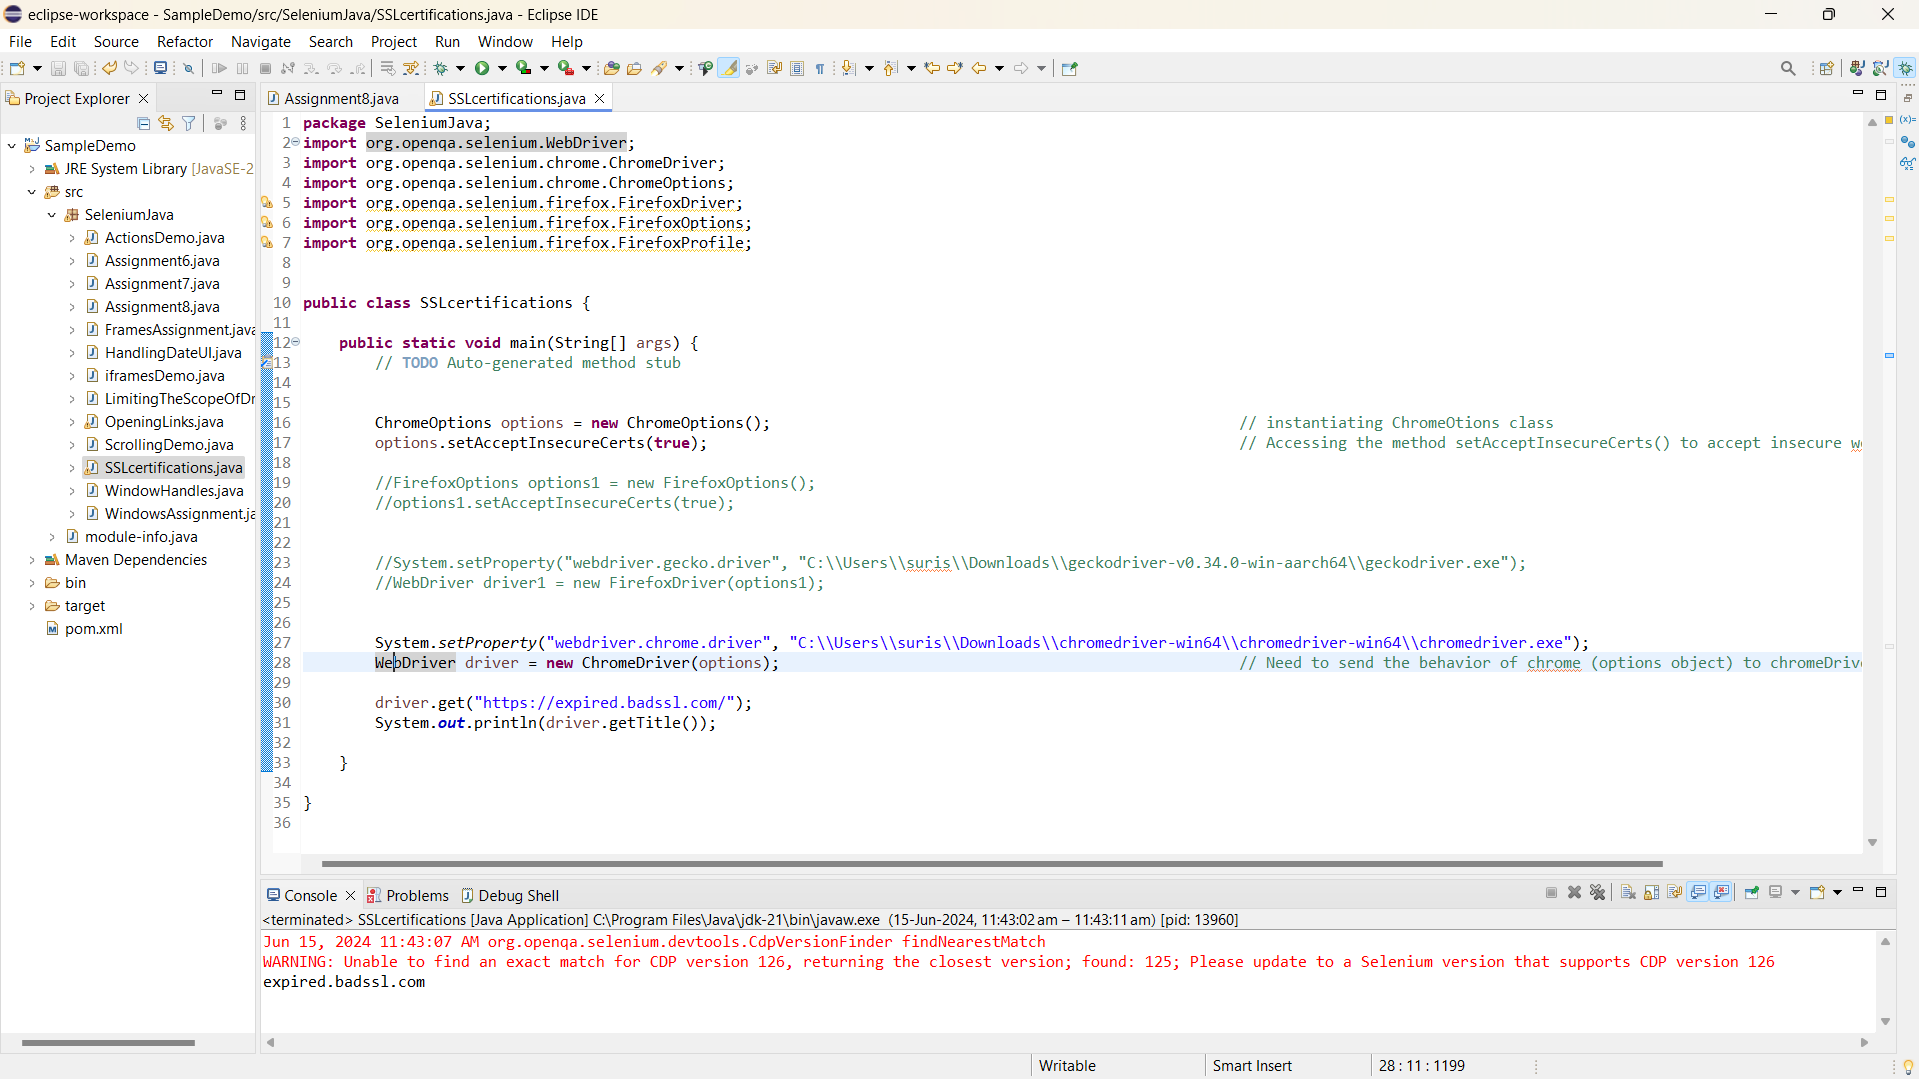 eclipse-workspace - SampleDemo/src/SeleniumJava/SSLcertifications.java - Eclipse IDE
File Edit Source Refactor Navigate Search Project Run Window Help
Project Explorer
SampleDemo
JRE System Library [JavaSE-2
src
SeleniumJava
ActionsDemo.java
Assignment6.java
Assignment7.java
Assignment8.java
FramesAssignment.java
HandlingDateUI.java
iframesDemo.java
LimitingTheScopeOfDr
OpeningLinks.java
ScrollingDemo.java
SSLcertifications.java
WindowHandles.java
WindowsAssignment.ja
module-info.java
Maven Dependencies
bin
target
pom.xml
Assignment8.java SSLcertifications.java
1 package SeleniumJava;
2 import org.openqa.selenium.WebDriver;
3 import org.openqa.selenium.chrome.ChromeDriver;
4 import org.openqa.selenium.chrome.ChromeOptions;
5 import org.openqa.selenium.firefox.FirefoxDriver;
6 import org.openqa.selenium.firefox.FirefoxOptions;
7 import org.openqa.selenium.firefox.FirefoxProfile;
8
9
10 public class SSLcertifications {
11
12 public static void main(String[] args) {
13 // TODO Auto-generated method stub
14
15
16 ChromeOptions options = new ChromeOptions(); // instantiating ChromeOtions class
17 options.setAcceptInsecureCerts(true); // Accessing the method setAcceptInsecureCerts() to accept insecure w
18
19 //FirefoxOptions options1 = new FirefoxOptions();
20 //options1.setAcceptInsecureCerts(true);
21
22
23 //System.setProperty("webdriver.gecko.driver", "C:\\Users\\suris\\Downloads\\geckodriver-v0.34.0-win-aarch64\\geckodriver.exe");
24 //WebDriver driver1 = new FirefoxDriver(options1);
25
26
27 System.setProperty("webdriver.chrome.driver", "C:\\Users\\suris\\Downloads\\chromedriver-win64\\chromedriver-win64\\chromedriver.exe");
28 WebDriver driver = new ChromeDriver(options); // Need to send the behavior of chrome (options object) to chromeDriv
29
30 driver.get("https://expired.badssl.com/");
31 System.out.println(driver.getTitle());
32
33 }
34
35 }
36
Console Problems Debug Shell
<terminated> SSLcertifications [Java Application] C:\Program Files\Java\jdk-21\bin\javaw.exe (15-Jun-2024, 11:43:02 am – 11:43:11 am) [pid: 13960]
Jun 15, 2024 11:43:07 AM org.openqa.selenium.devtools.CdpVersionFinder findNearestMatch
WARNING: Unable to find an exact match for CDP version 126, returning the closest version; found: 125; Please update to a Selenium version that supports CDP version 126
expired.badssl.com
Writable Smart Insert 28 : 11 : 1199